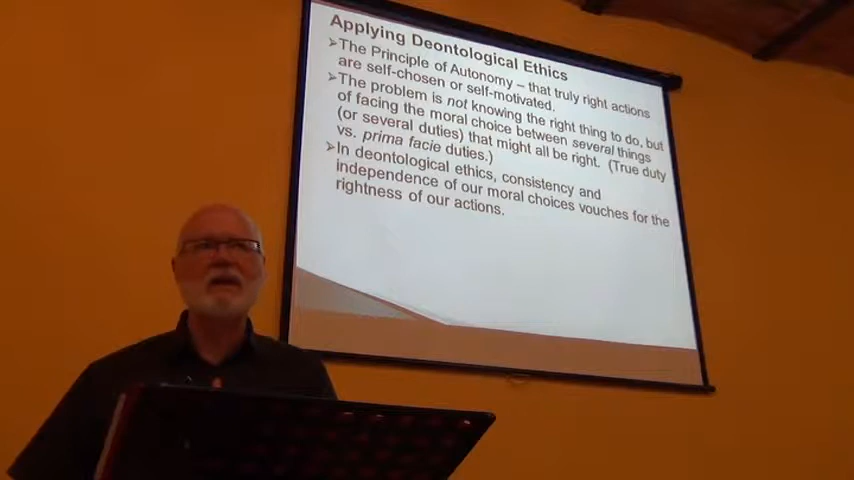 Applying Deontological Ethics
➢The Principle of Autonomy – that truly right actions
are self-chosen or self-motivated.
➢The problem is not knowing the right thing to do, but
of facing the moral choice between several things
(or several duties) that might all be right. (True duty
vs. prima facie duties.)
➢In deontological ethics, consistency and
independence of our moral choices vouches for the
rightness of our actions.